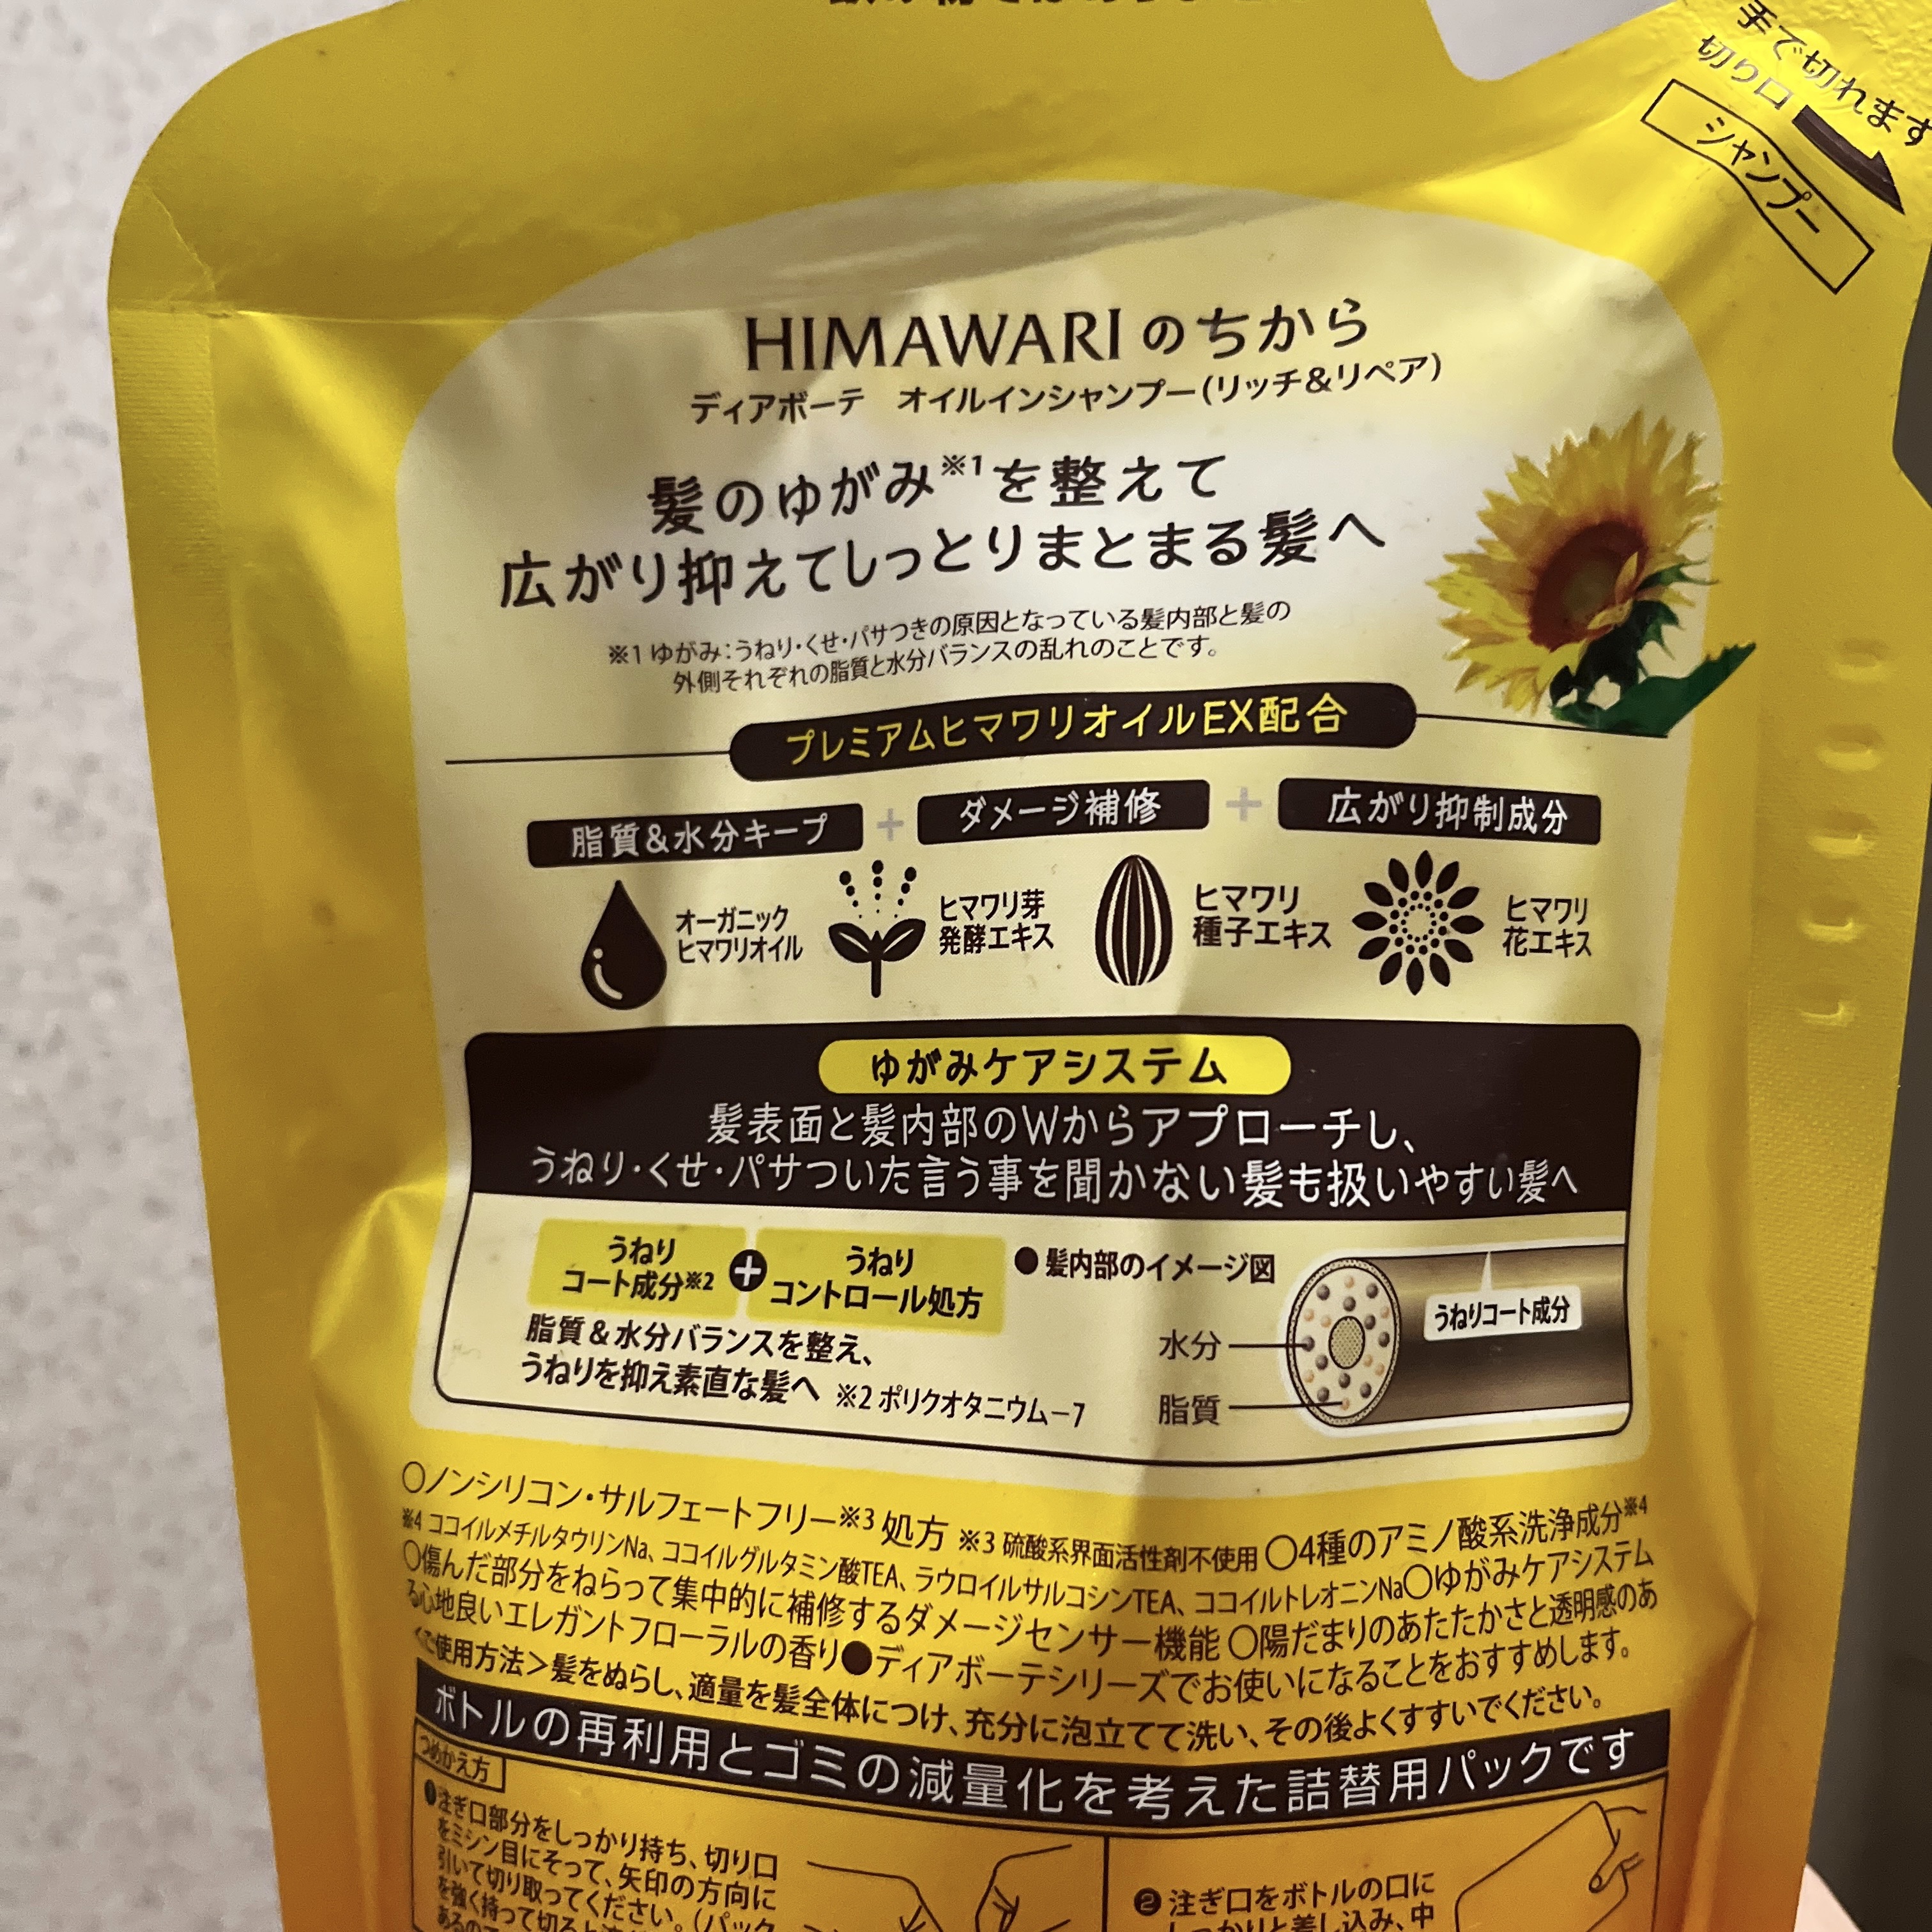 手で切れます
切り口
シャンプー
HIMAWARIのちから
ディアボーテ オイルインシャンプー(リッチ&リペア)
髪のゆがみ※1を整えて
広がり抑えてしっとりまとまる髪へ
※1 ゆがみ:うねり・くせ・パサつきの原因となっている髪内部と髪の
外側それぞれの脂質と水分バランスの乱れのことです。
プレミアムヒマワリオイルEX配合
脂質&水分キープ + ダメージ補修 + 広がり抑制成分
オーガニック
ヒマワリオイル
ヒマワリ芽
発酵エキス
ヒマワリ
種子エキス
ヒマワリ
花エキス
ゆがみケアシステム
髪表面と髪内部のWからアプローチし、
うねり・くせ・パサついた言う事を聞かない髪も扱いやすい髪へ
うねり
コート成分※2
+
うねり
コントロール処方
脂質&水分バランスを整え、
うねりを抑え素直な髪へ ※2 ポリクオタニウム-7
●髪内部のイメージ図
うねりコート成分
水分
脂質
○ノンシリコン・サルフェートフリー※3処方 ※3 硫酸系界面活性剤不使用 ○4種のアミノ酸系洗浄成分※4
※4 ココイルメチルタウリンNa、ココイルグルタミン酸TEA、ラウロイルサルコシンTEA、ココイルトレオニンNa○ゆがみケアシステム
○傷んだ部分をねらって集中的に補修するダメージセンサー機能 ○陽だまりのあたたかさと透明感のあ
る心地良いエレガントフローラルの香り●ディアボーテシリーズでお使いになることをおすすめします。
<ご使用方法>髪をぬらし、適量を髪全体につけ、充分に泡立てて洗い、その後よくすすいでください。
ボトルの再利用とゴミの減量化を考えた詰替用パックです
つめかえ方
❶注ぎ口部分をしっかり持ち、切り口
をミシン目にそって、矢印の方向に
引いて切り取ってください。(パック
❷注ぎ口をボトルの口に
しっかりと差し込み、中